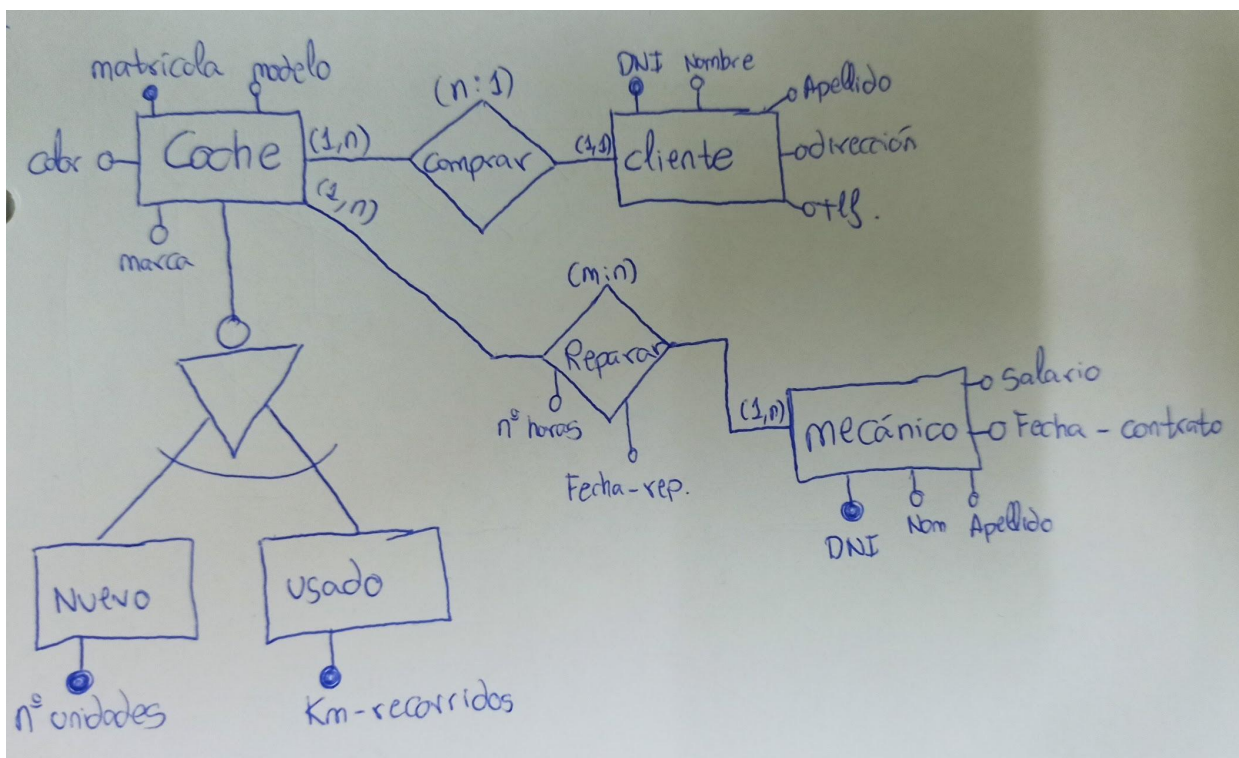 matrícola modelo
color
Coche
marca
(1,n)
(n:1)
Comprar
(1,1)
cliente
DNI Nombre
Apellido
dirección
tlf.
(1,n)
(m:n)
Reparar
nº horas
Fecha-rep.
(1,n)
mecánico
salario
Fecha - contrato
DNI
Nom
Apellido
Nuevo
usado
nº unidades
Km-recorridos